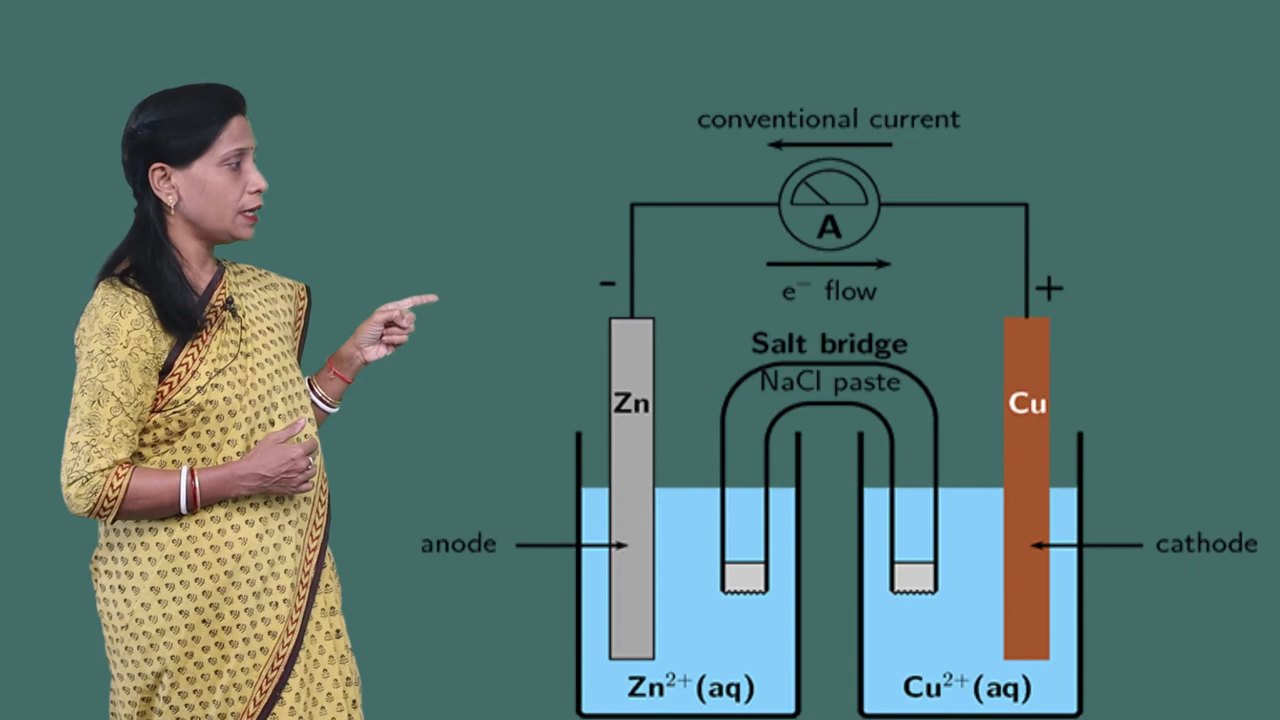 conventional current
A
e⁻ flow
- +
Salt bridge
NaCl paste
Zn
Cu
anode
cathode
Zn²⁺(aq)
Cu²⁺(aq)